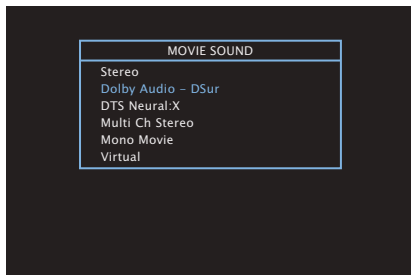 MOVIE SOUND
Stereo
Dolby Audio – DSur
DTS Neural:X
Multi Ch Stereo
Mono Movie
Virtual